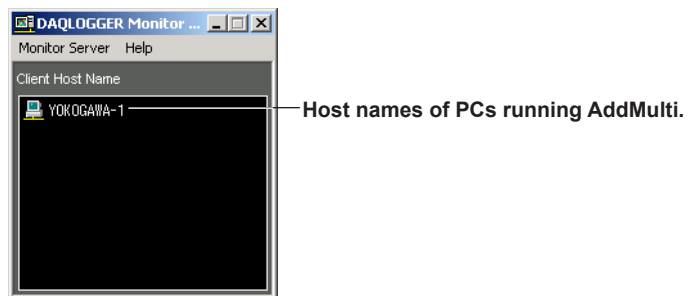 DAQLOGGER Monitor ...
Monitor Server Help
Client Host Name
YOKOGAWA-1
Host names of PCs running AddMulti.